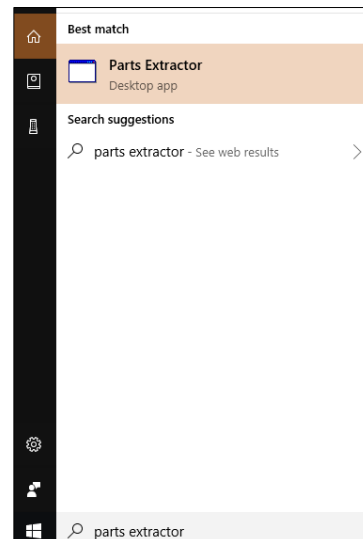 Best match
Parts Extractor
Desktop app
Search suggestions
parts extractor - See web results
parts extractor